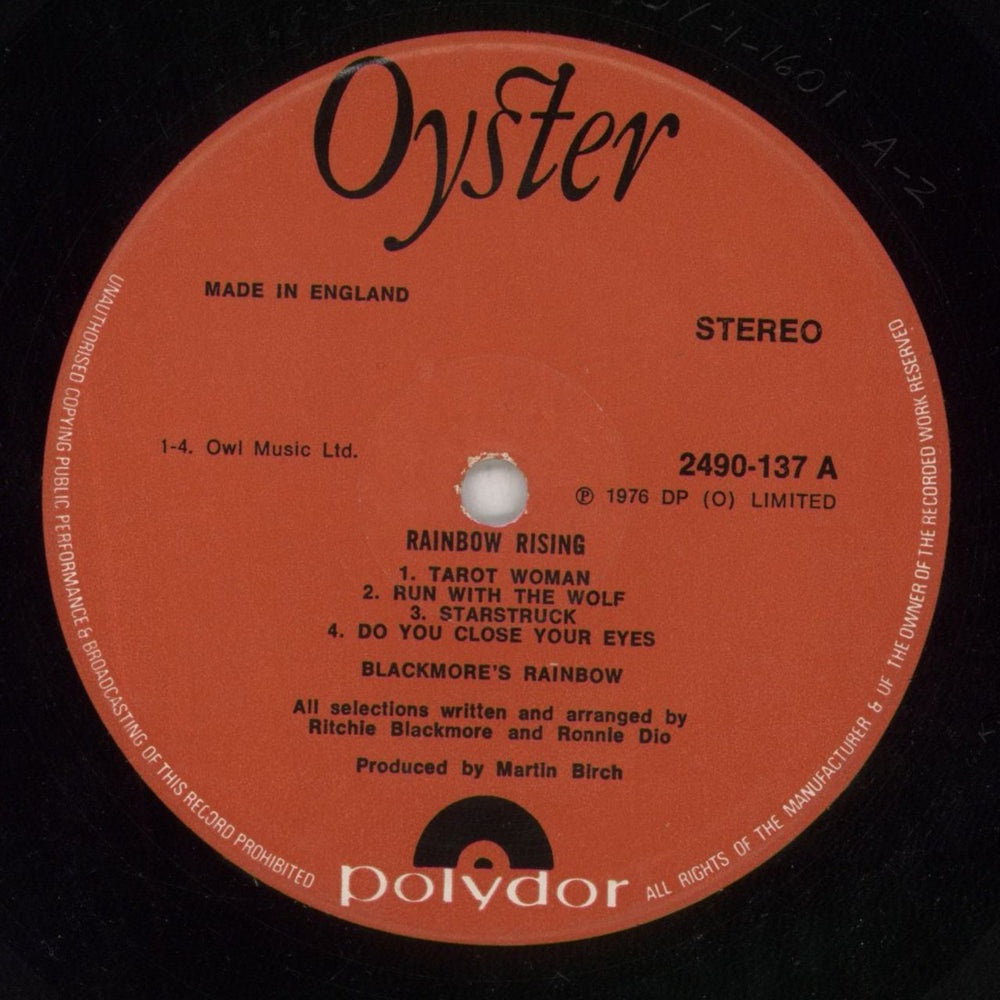 Oyster
MADE IN ENGLAND
STEREO
1-4. Owl Music Ltd.
2490-137 A
℗ 1976 DP (O) LIMITED
RAINBOW RISING
1. TAROT WOMAN
2. RUN WITH THE WOLF
3. STARSTRUCK
4. DO YOU CLOSE YOUR EYES
BLACKMORE'S RAINBOW
All selections written and arranged by
Ritchie Blackmore and Ronnie Dio
Produced by Martin Birch
polydor
ALL RIGHTS OF THE MANUFACTURER & OF THE OWNER OF THE RECORDED WORK RESERVED
UNAUTHORISED COPYING PUBLIC PERFORMANCE & BROADCASTING OF THIS RECORD PROHIBITED
-1-1601 A-2